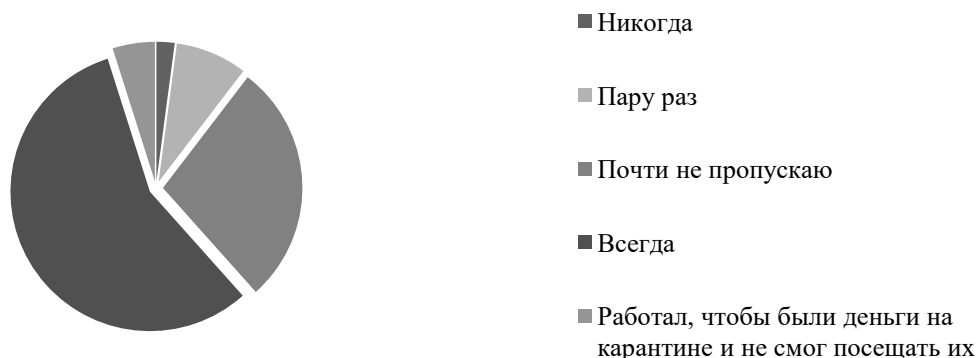 Никогда
Пару раз
Почти не пропускаю
Всегда
Работал, чтобы были деньги на
карантине и не смог посещать их